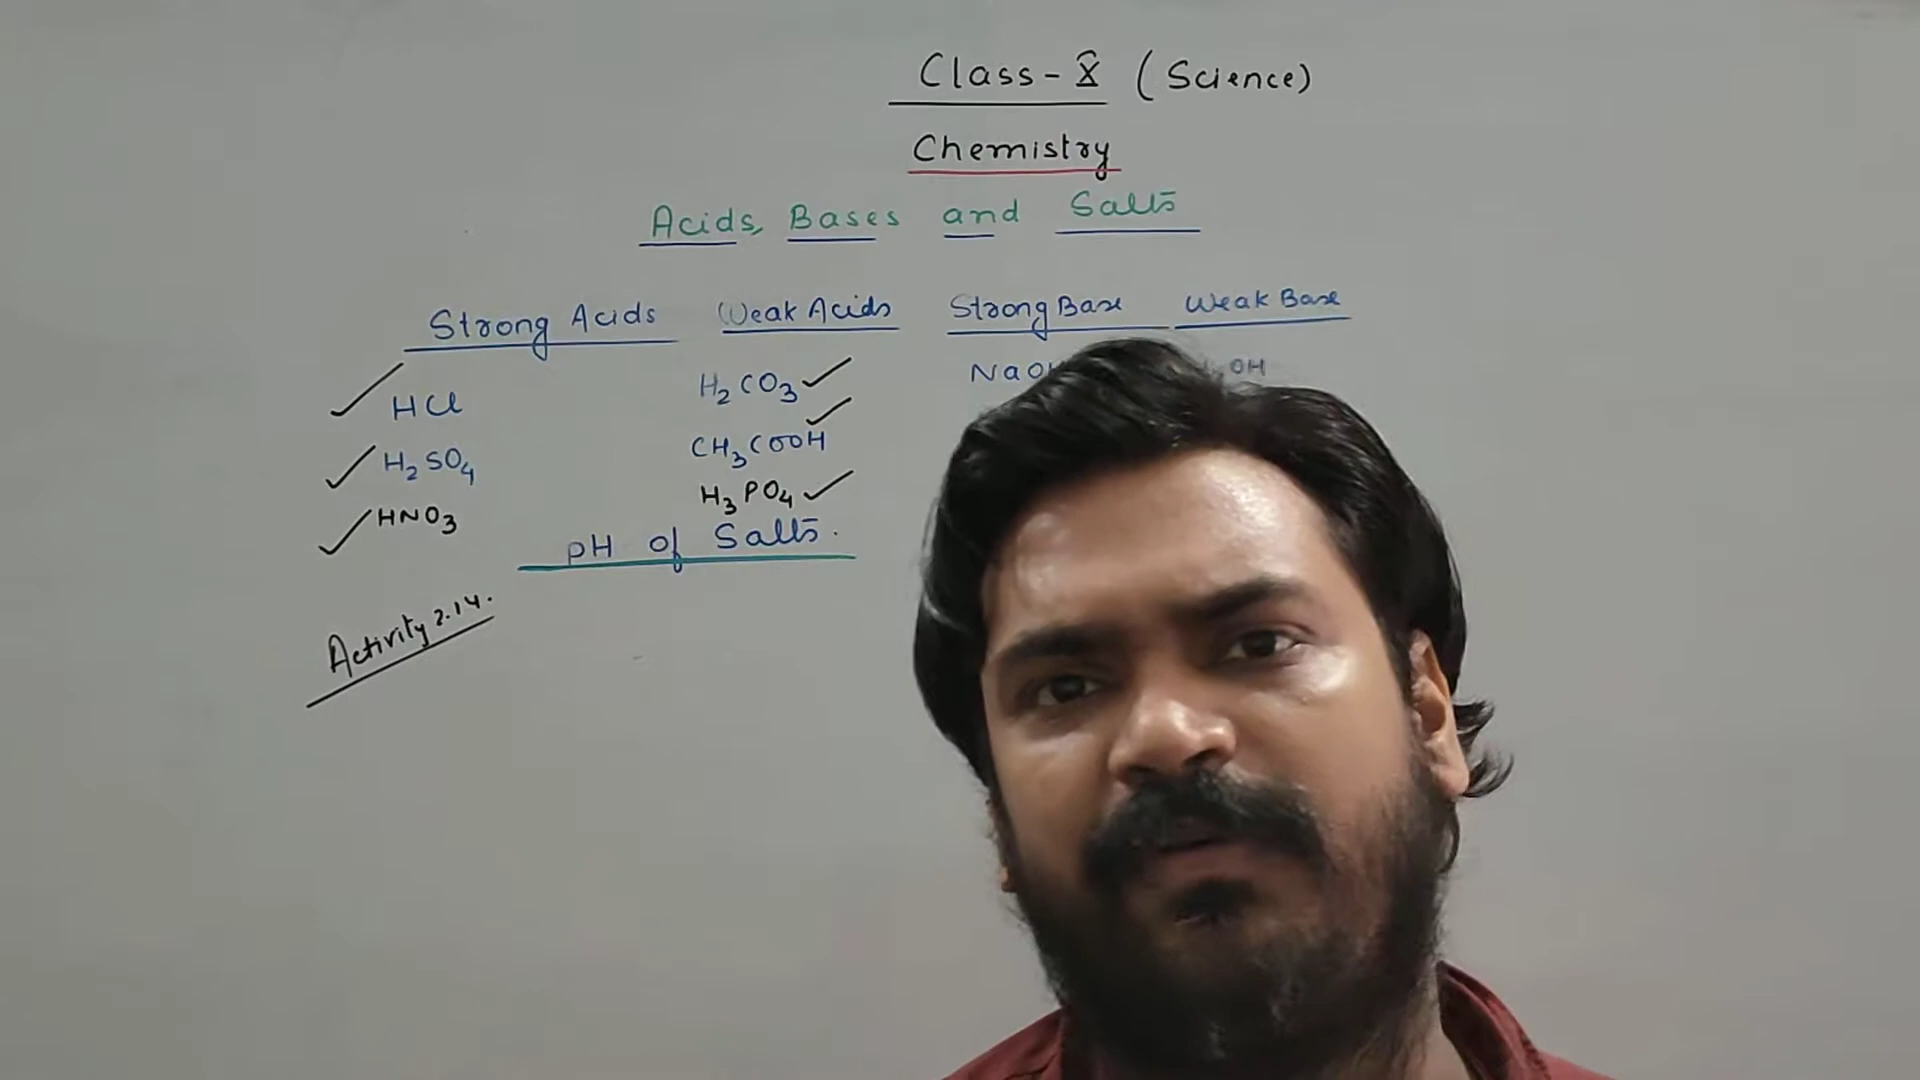 Class - X (Science)
Chemistry
Acids, Bases and Salts
Strong Acids Weak Acids Strong Base Weak Base
HCl H₂CO₃ NaOH OH
H₂SO₄ CH₃COOH
HNO₃ H₃PO₄
pH of Salts.
Activity 2.14.